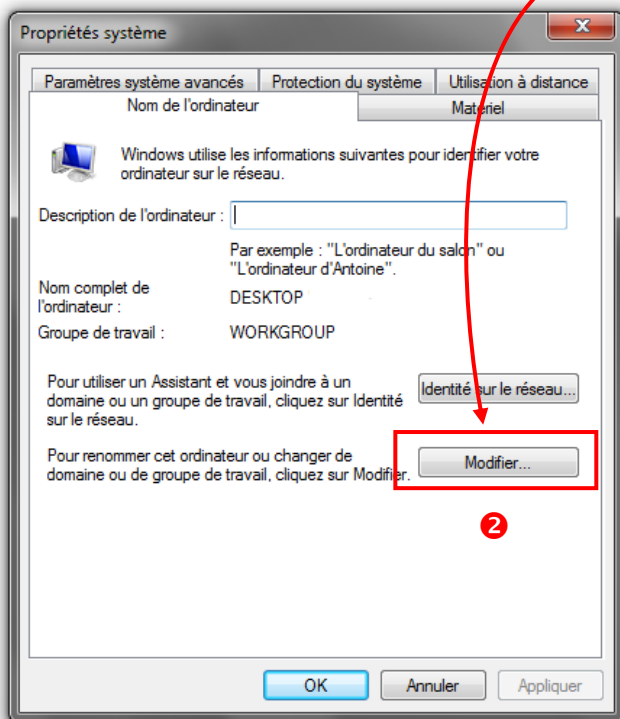 Propriétés système
x
Paramètres système avancés
Protection du système
Utilisation à distance
Nom de l'ordinateur
Matériel
Windows utilise les informations suivantes pour identifier votre
ordinateur sur le réseau.
Description de l'ordinateur :
Par exemple : "L'ordinateur du salon" ou
"L'ordinateur d'Antoine".
Nom complet de
l'ordinateur :
DESKTOP
Groupe de travail :
WORKGROUP
Pour utiliser un Assistant et vous joindre à un
domaine ou un groupe de travail, cliquez sur Identité
sur le réseau.
Identité sur le réseau...
Pour renommer cet ordinateur ou changer de
domaine ou de groupe de travail, cliquez sur Modifier.
Modifier...
❷
OK
Annuler
Appliquer